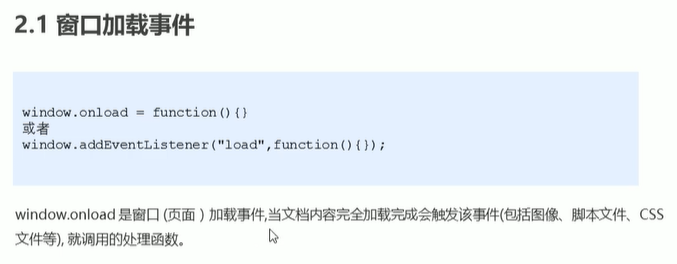 2.1 窗口加载事件
window.onload = function(){}
或者
window.addEventListener("load",function(){});
window.onload 是窗口 (页面 ) 加载事件,当文档内容完全加载完成会触发该事件(包括图像、脚本文件、CSS
文件等), 就调用的处理函数。